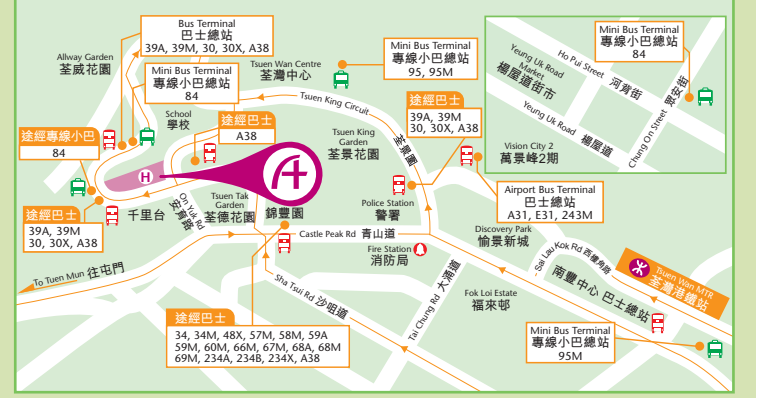 Bus Terminal
巴士總站
39A, 39M, 30, 30X, A38
Allway Garden
荃威花園
Mini Bus Terminal
專線小巴總站
84
Tsuen Wan Centre
荃灣中心
Mini Bus Terminal
專線小巴總站
95, 95M
Mini Bus Terminal
專線小巴總站
84
Yeung Uk Road
Market
楊屋道街市
Ho Pui Street
河背街
Yeung Uk Road
楊屋道
Chung On Street
眾安街
School
學校
途經巴士
A38
Tsuen King Circuit
荃景圍
途經巴士
39A, 39M
30, 30X, A38
途經專線小巴
84
Tsuen King
Garden
荃景花園
Vision City 2
萬景峰2期
H
Airport Bus Terminal
巴士總站
A31, E31, 243M
途經巴士
39A, 39M
30, 30X, A38
千里台
On Yuk Rd
安育路
Tsuen Tak
Garden
荃德花園
錦豐園
Police Station
警署
Castle Peak Rd 青山道
Fire Station
消防局
Discovery Park
愉景新城
Sai Lau Kok Rd 西樓角路
Tsuen Wan MTR
荃灣港鐵站
To Tuen Mun 往屯門
Sha Tsui Rd 沙咀道
Tai Chung Rd 大涌道
Fok Loi Estate
福來邨
南豐中心 巴士總站
途經巴士
34, 34M, 48X, 57M, 58M, 59A
59M, 60M, 66M, 67M, 68A, 68M
69M, 234A, 234B, 234X, A38
Mini Bus Terminal
專線小巴總站
95M